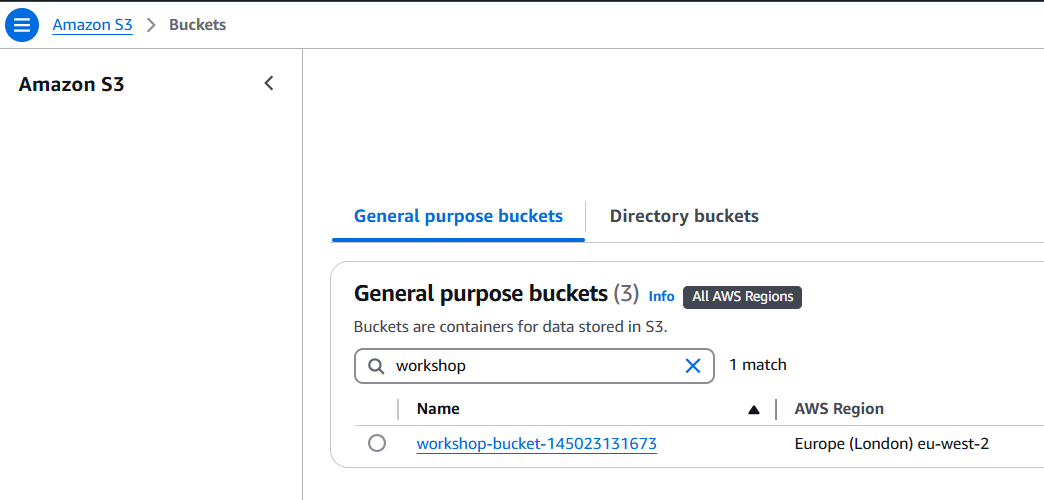 Amazon S3 > Buckets
Amazon S3
General purpose buckets Directory buckets
General purpose buckets (3) Info All AWS Regions
Buckets are containers for data stored in S3.
workshop 1 match
Name AWS Region
workshop-bucket-145023131673 Europe (London) eu-west-2